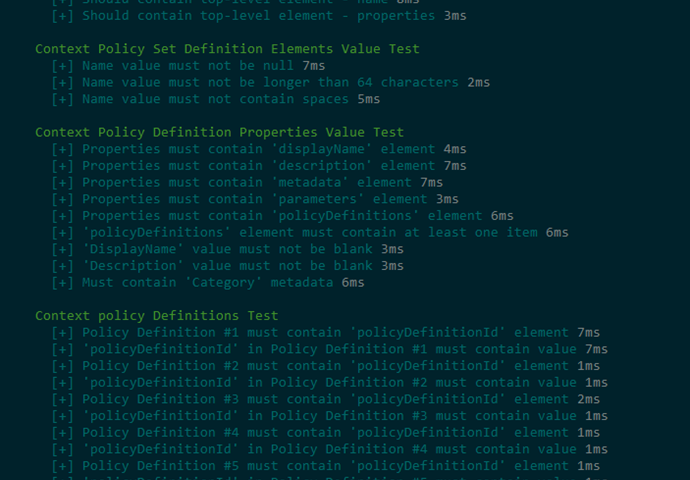 [+] Should contain top-level element - name 6ms
[+] Should contain top-level element - properties 3ms
Context Policy Set Definition Elements Value Test
[+] Name value must not be null 7ms
[+] Name value must not be longer than 64 characters 2ms
[+] Name value must not contain spaces 5ms
Context Policy Definition Properties Value Test
[+] Properties must contain 'displayName' element 4ms
[+] Properties must contain 'description' element 7ms
[+] Properties must contain 'metadata' element 7ms
[+] Properties must contain 'parameters' element 3ms
[+] Properties must contain 'policyDefinitions' element 6ms
[+] 'policyDefinitions' element must contain at least one item 6ms
[+] 'DisplayName' value must not be blank 3ms
[+] 'Description' value must not be blank 3ms
[+] Must contain 'Category' metadata 6ms
Context policy Definitions Test
[+] Policy Definition #1 must contain 'policyDefinitionId' element 7ms
[+] 'policyDefinitionId' in Policy Definition #1 must contain value 7ms
[+] Policy Definition #2 must contain 'policyDefinitionId' element 1ms
[+] 'policyDefinitionId' in Policy Definition #2 must contain value 1ms
[+] Policy Definition #3 must contain 'policyDefinitionId' element 2ms
[+] 'policyDefinitionId' in Policy Definition #3 must contain value 1ms
[+] Policy Definition #4 must contain 'policyDefinitionId' element 1ms
[+] 'policyDefinitionId' in Policy Definition #4 must contain value 1ms
[+] Policy Definition #5 must contain 'policyDefinitionId' element 1ms